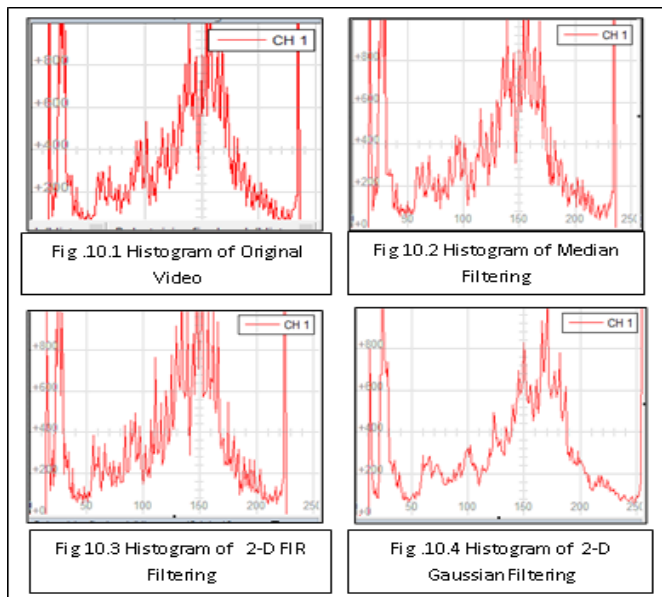 CH 1
+800
+600
+400
+200
Fig .10.1 Histogram of Original
Video
CH 1
+800
+600
+400
+200
+0
50 100 150 200 250
Fig 10.2 Histogram of Median
Filtering
CH 1
+800
+600
+400
+200
+0
50 100 150 200 250
Fig 10.3 Histogram of 2-D FIR
Filtering
CH 1
+800
+600
+400
+200
+0
50 100 150 200 250
Fig .10.4 Histogram of 2-D
Gaussian Filtering